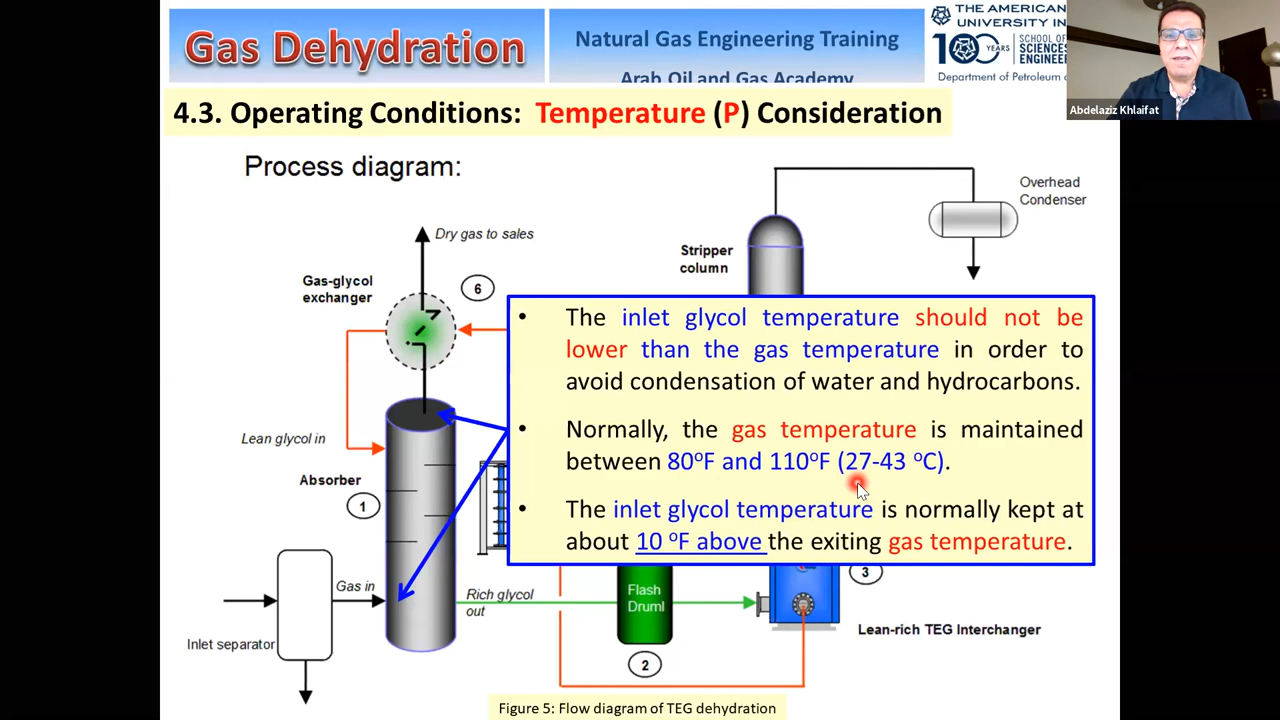 Gas Dehydration
Natural Gas Engineering Training
Arab Oil and Gas Academy
THE AMERICAN
UNIVERSITY IN
100 YEARS
SCHOOL OF
SCIENCES
ENGINEER
Department of Petroleum
Abdelaziz Khlaifat
4.3. Operating Conditions: Temperature (P) Consideration
Process diagram:
Overhead
Condenser
Dry gas to sales
Stripper
column
Gas-glycol
exchanger
6
• The inlet glycol temperature should not be
lower than the gas temperature in order to
avoid condensation of water and hydrocarbons.
• Normally, the gas temperature is maintained
between 80°F and 110°F (27-43 °C).
• The inlet glycol temperature is normally kept at
about 10 °F above the exiting gas temperature.
Lean glycol in
Absorber
1
Gas in
Inlet separator
Rich glycol
out
Flash
Druml
2
3
Lean-rich TEG Interchanger
Figure 5: Flow diagram of TEG dehydration